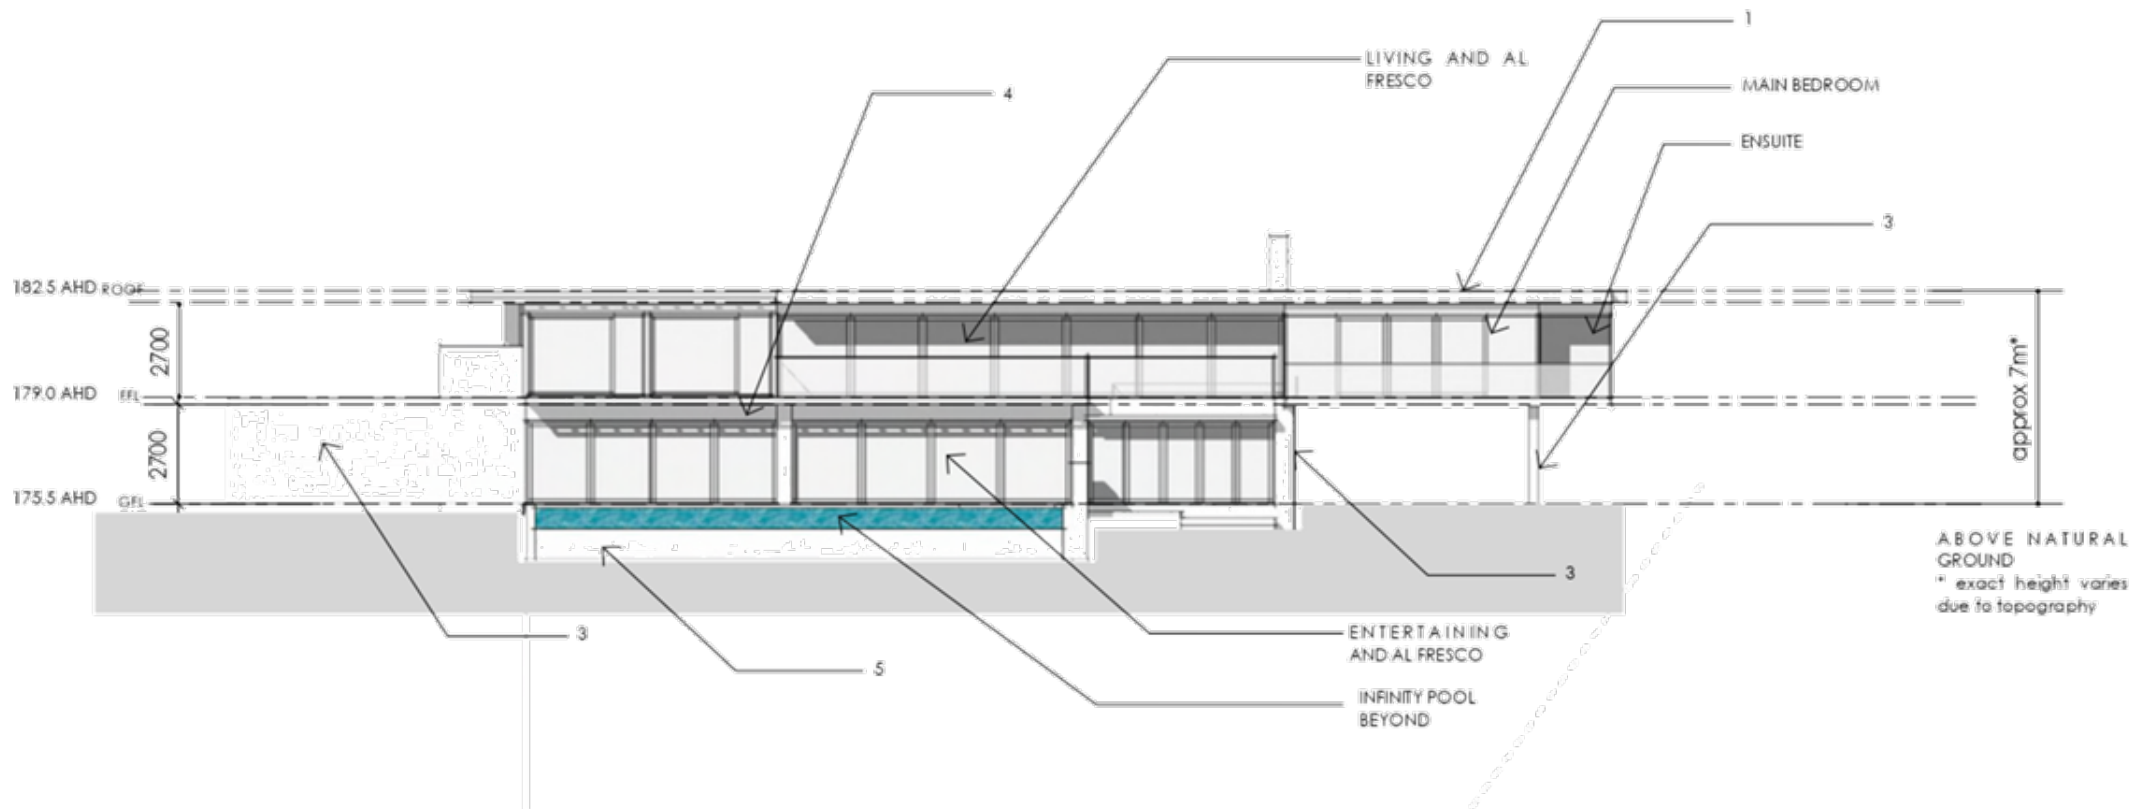 1
LIVING AND AL
FRESCO
MAIN BEDROOM
4
ENSUITE
3
182.5 AHD ROOF
2700
179.0 AHD FFL
approx 7m*
2700
175.5 AHD GFL
ABOVE NATURAL
GROUND
* exact height varies
due to topography
3
3
ENTERTAINING
AND AL FRESCO
5
INFINITY POOL
BEYOND